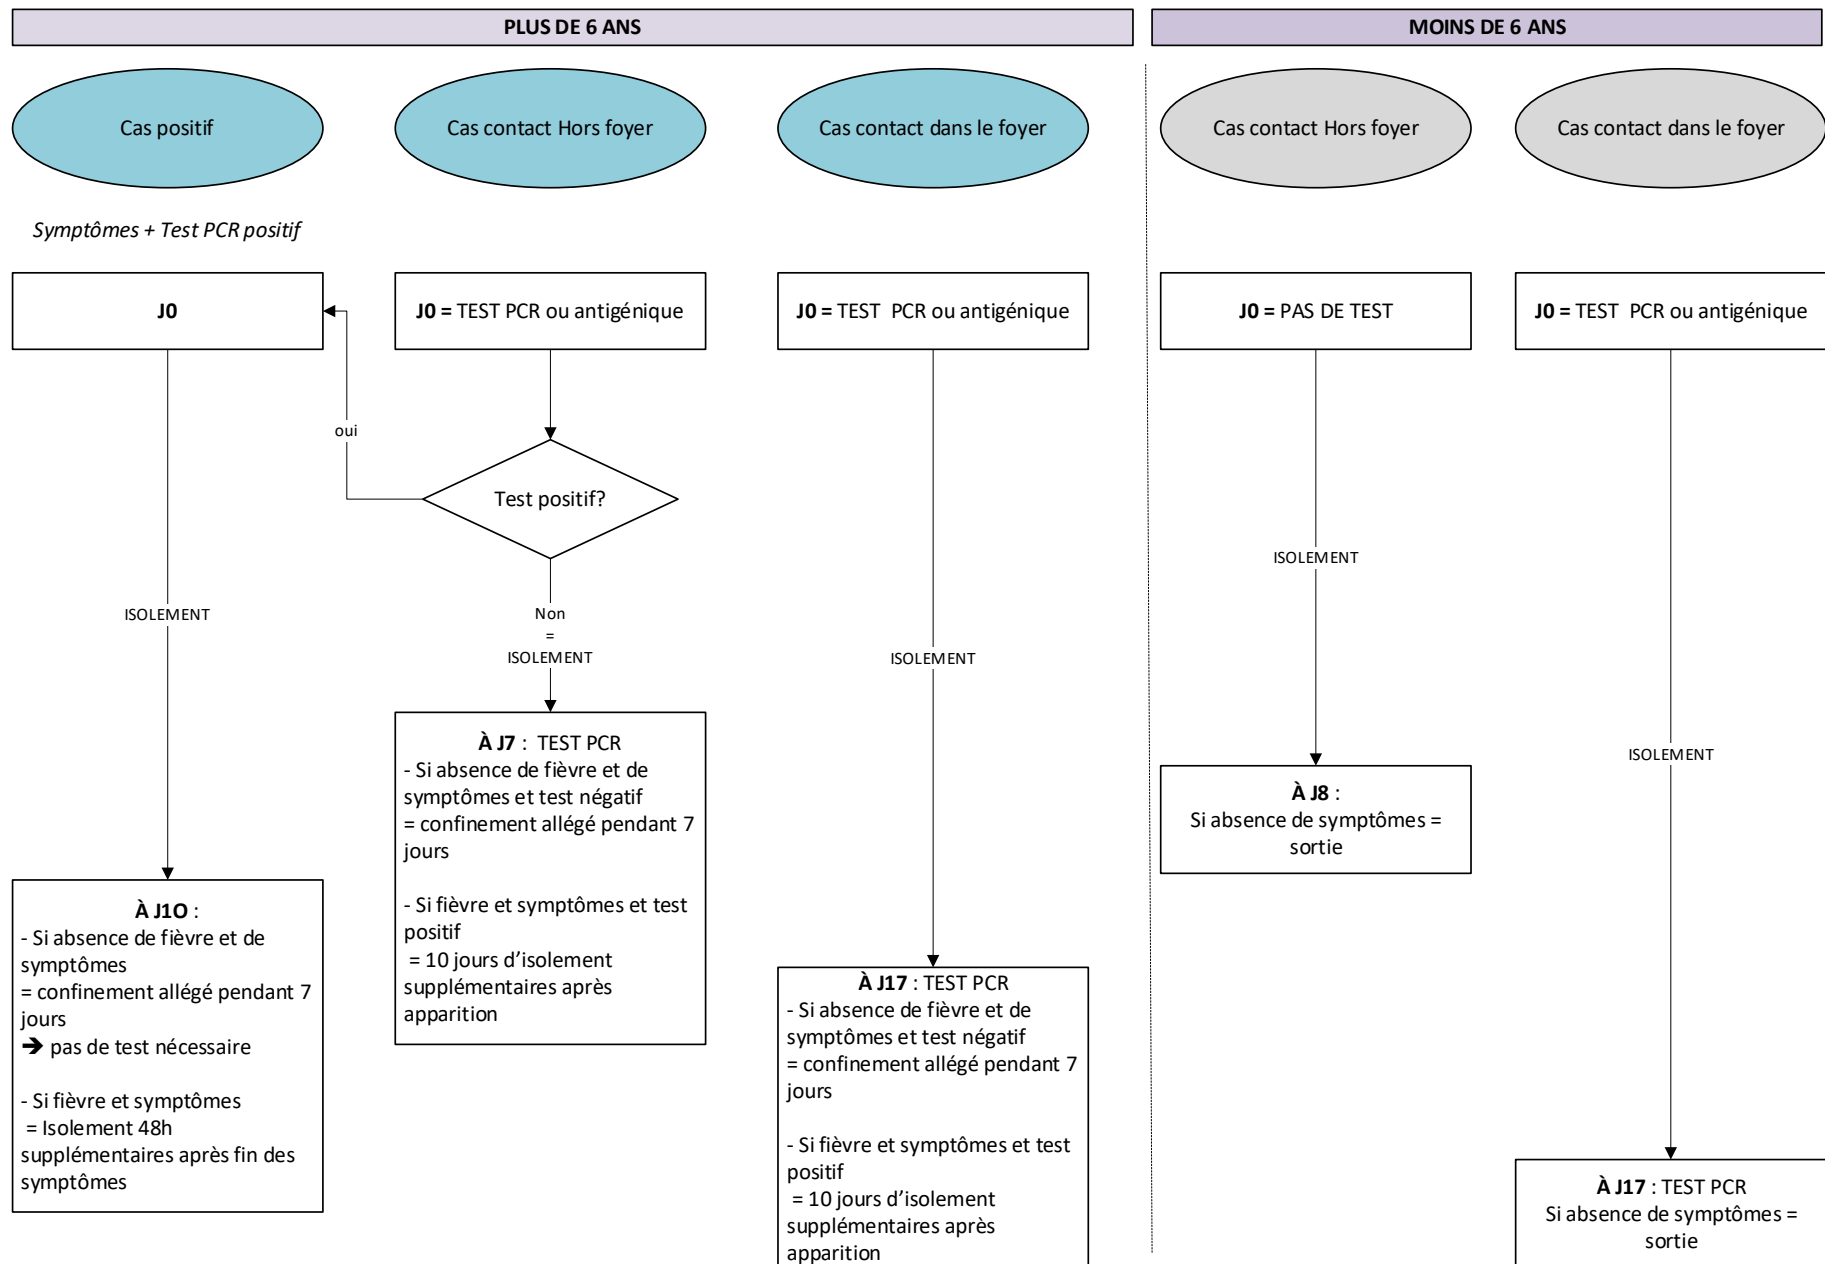 PLUS DE 6 ANS
MOINS DE 6 ANS
Cas positif
Cas contact Hors foyer
Cas contact dans le foyer
Cas contact Hors foyer
Cas contact dans le foyer
Symptômes + Test PCR positif
J0
J0 = TEST PCR ou antigénique
J0 = TEST PCR ou antigénique
J0 = PAS DE TEST
J0 = TEST PCR ou antigénique
oui
Test positif?
ISOLEMENT
Non
=
ISOLEMENT
ISOLEMENT
ISOLEMENT
ISOLEMENT
À J1O :
- Si absence de fièvre et de
symptômes
= confinement allégé pendant 7
jours
➔ pas de test nécessaire
- Si fièvre et symptômes
= Isolement 48h
supplémentaires après fin des
symptômes
À J7 : TEST PCR
- Si absence de fièvre et de
symptômes et test négatif
= confinement allégé pendant 7
jours
- Si fièvre et symptômes et test
positif
= 10 jours d’isolement
supplémentaires après
apparition
À J17 : TEST PCR
- Si absence de fièvre et de
symptômes et test négatif
= confinement allégé pendant 7
jours
- Si fièvre et symptômes et test
positif
= 10 jours d’isolement
supplémentaires après
apparition
À J8 :
Si absence de symptômes =
sortie
À J17 : TEST PCR
Si absence de symptômes =
sortie